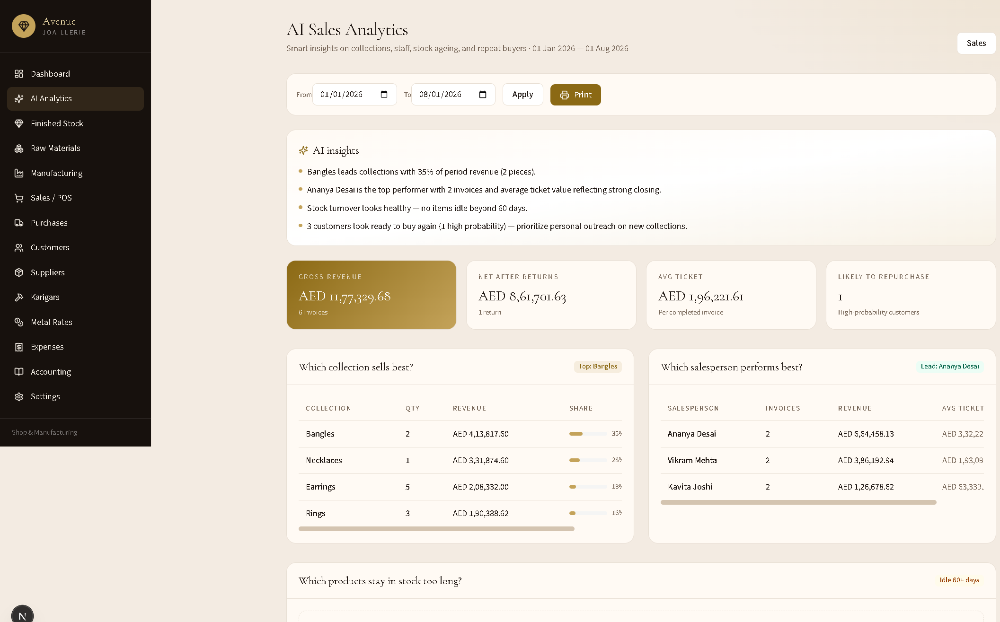 Avenue
JOAILLERIE
Dashboard
AI Analytics
Finished Stock
Raw Materials
Manufacturing
Sales / POS
Purchases
Customers
Suppliers
Karigars
Metal Rates
Expenses
Accounting
Settings
Shop & Manufacturing
N
AI Sales Analytics
Smart insights on collections, staff, stock ageing, and repeat buyers · 01 Jan 2026 — 01 Aug 2026
Sales
From 01/01/2026 To 08/01/2026 Apply Print
AI insights
Bangles leads collections with 35% of period revenue (2 pieces).
Ananya Desai is the top performer with 2 invoices and average ticket value reflecting strong closing.
Stock turnover looks healthy — no items idle beyond 60 days.
3 customers look ready to buy again (1 high probability) — prioritize personal outreach on new collections.
GROSS REVENUE
AED 11,77,329.68
6 invoices
NET AFTER RETURNS
AED 8,61,701.63
1 return
AVG TICKET
AED 1,96,221.61
Per completed invoice
LIKELY TO REPURCHASE
1
High-probability customers
Which collection sells best? Top: Bangles
COLLECTION QTY REVENUE SHARE
Bangles 2 AED 4,13,817.60 35%
Necklaces 1 AED 3,31,874.60 28%
Earrings 5 AED 2,08,332.00 18%
Rings 3 AED 1,90,388.62 16%
Which salesperson performs best? Lead: Ananya Desai
SALESPERSON INVOICES REVENUE AVG TICKET
Ananya Desai 2 AED 6,64,458.13 AED 3,32,22
Vikram Mehta 2 AED 3,86,192.94 AED 1,93,09
Kavita Joshi 2 AED 1,26,678.62 AED 63,339.
Which products stay in stock too long? Idle 60+ days